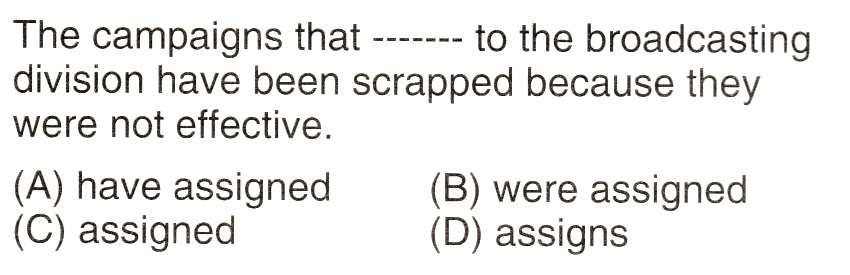 The campaigns that ------- to the broadcasting
division have been scrapped because they
were not effective.
(A) have assigned (B) were assigned
(C) assigned (D) assigns